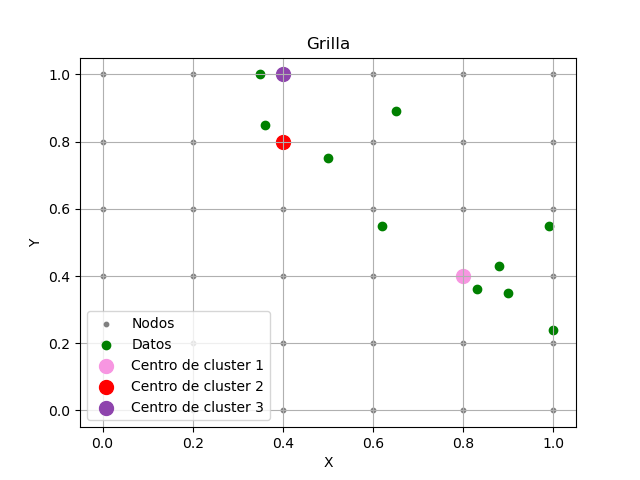 Grilla
Y
1.0
0.8
0.6
0.4
0.2
0.0
Nodos
Datos
Centro de cluster 1
Centro de cluster 2
Centro de cluster 3
0.0 0.2 0.4 0.6 0.8 1.0
X